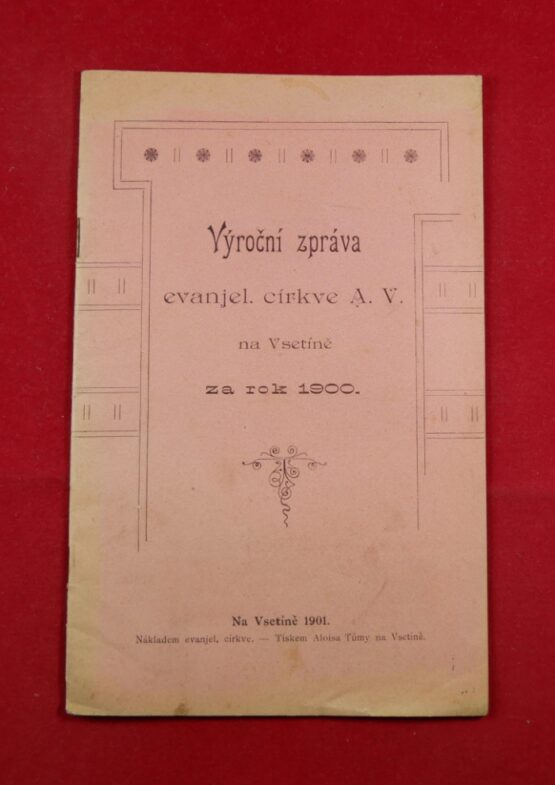 Výroční zpráva
evanjel. církve A. V.
na Vsetíně
za rok 1900.
Na Vsetíně 1901.
Nákladem evanjel. církve. — Tiskem Aloisa Tůmy na Vsetíně.